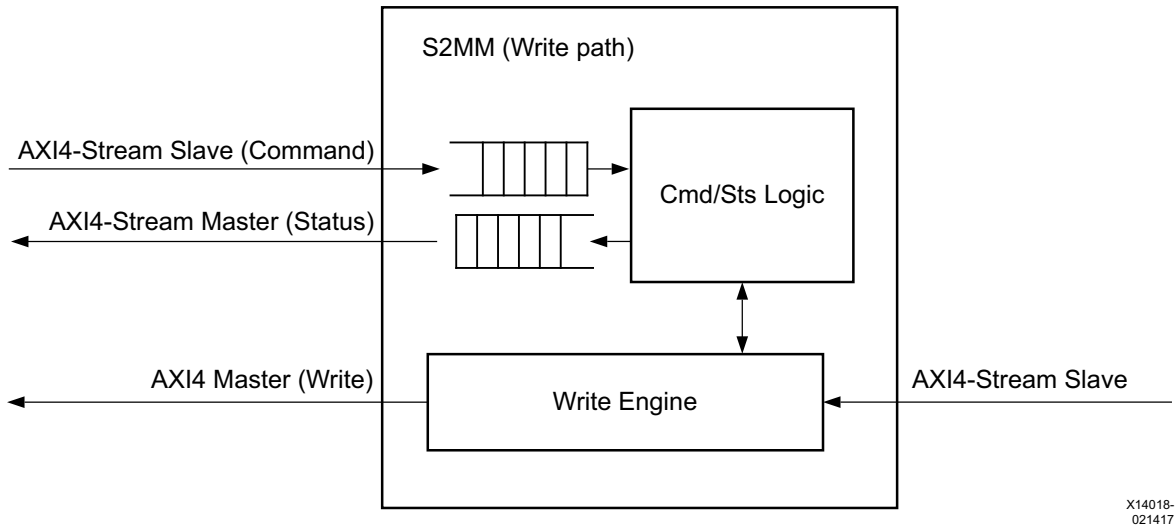 S2MM (Write path)
AXI4-Stream Slave (Command)
Cmd/Sts Logic
AXI4-Stream Master (Status)
AXI4 Master (Write)
Write Engine
AXI4-Stream Slave
X14018-
021417